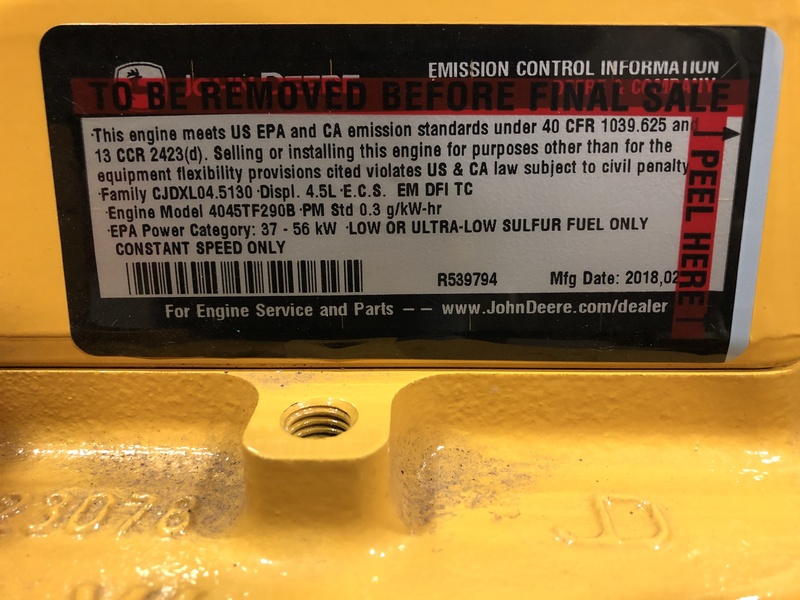 EMISSION CONTROL INFORMATION
JOHN DEERE
DEERE & COMPANY
TO BE REMOVED BEFORE FINAL SALE
·This engine meets US EPA and CA emission standards under 40 CFR 1039.625 and
13 CCR 2423(d). Selling or installing this engine for purposes other than for the
equipment flexibility provisions cited violates US & CA law subject to civil penalty
·Family CJDXL04.5130 ·Displ. 4.5L ·E.C.S. EM DFI TC
·Engine Model 4045TF290B ·PM Std 0.3 g/kW-hr
·EPA Power Category: 37 - 56 kW ·LOW OR ULTRA-LOW SULFUR FUEL ONLY
CONSTANT SPEED ONLY
R539794 Mfg Date: 2018,02
PEEL HERE
For Engine Service and Parts – – www.JohnDeere.com/dealer
JD